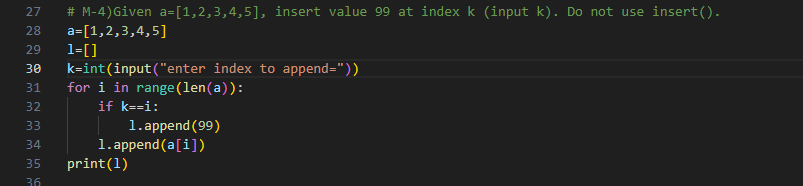 27 # M-4)Given a=[1,2,3,4,5], insert value 99 at index k (input k). Do not use insert().
28 a=[1,2,3,4,5]
29 l=[]
30 k=int(input("enter index to append="))
31 for i in range(len(a)):
32     if k==i:
33         l.append(99)
34     l.append(a[i])
35 print(l)
36